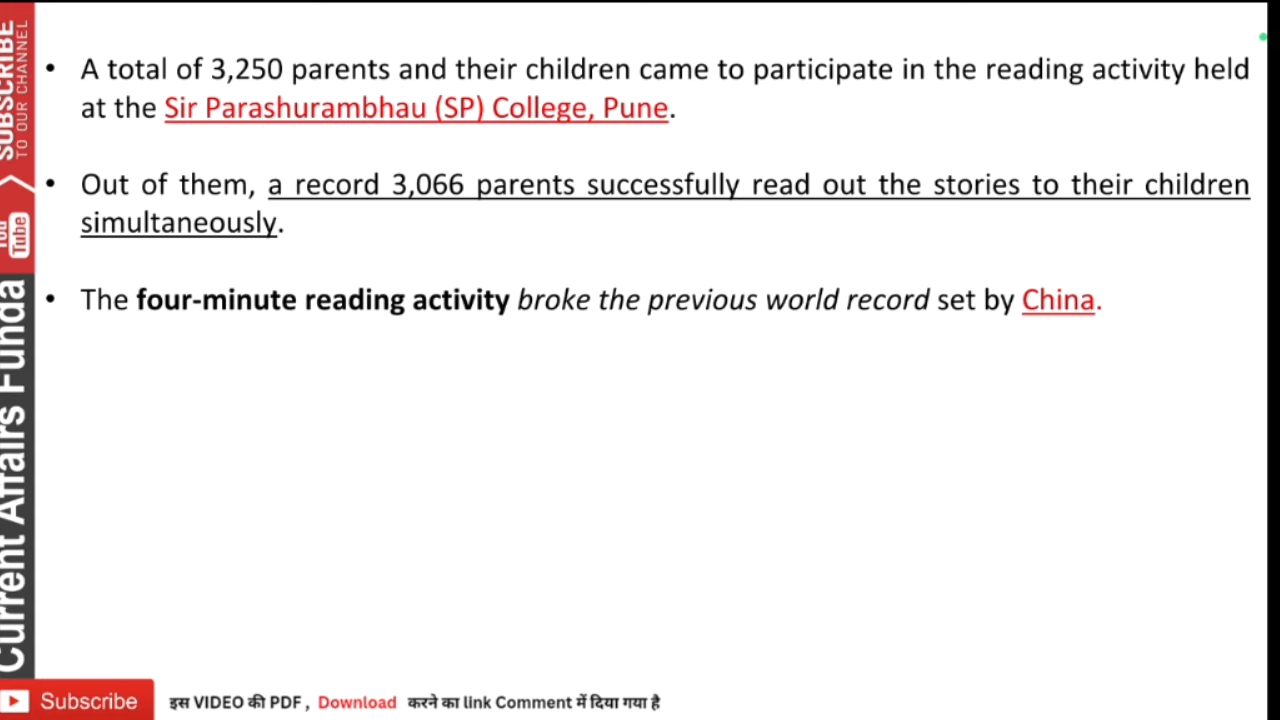 • A total of 3,250 parents and their children came to participate in the reading activity held
at the Sir Parashurambhau (SP) College, Pune.
• Out of them, a record 3,066 parents successfully read out the stories to their children
simultaneously.
• The four-minute reading activity broke the previous world record set by China.
SUBSCRIBE
TO OUR CHANNEL
You
Tube
Current Affairs Funda
Subscribe
इस VIDEO की PDF , Download करने का link Comment में दिया गया है